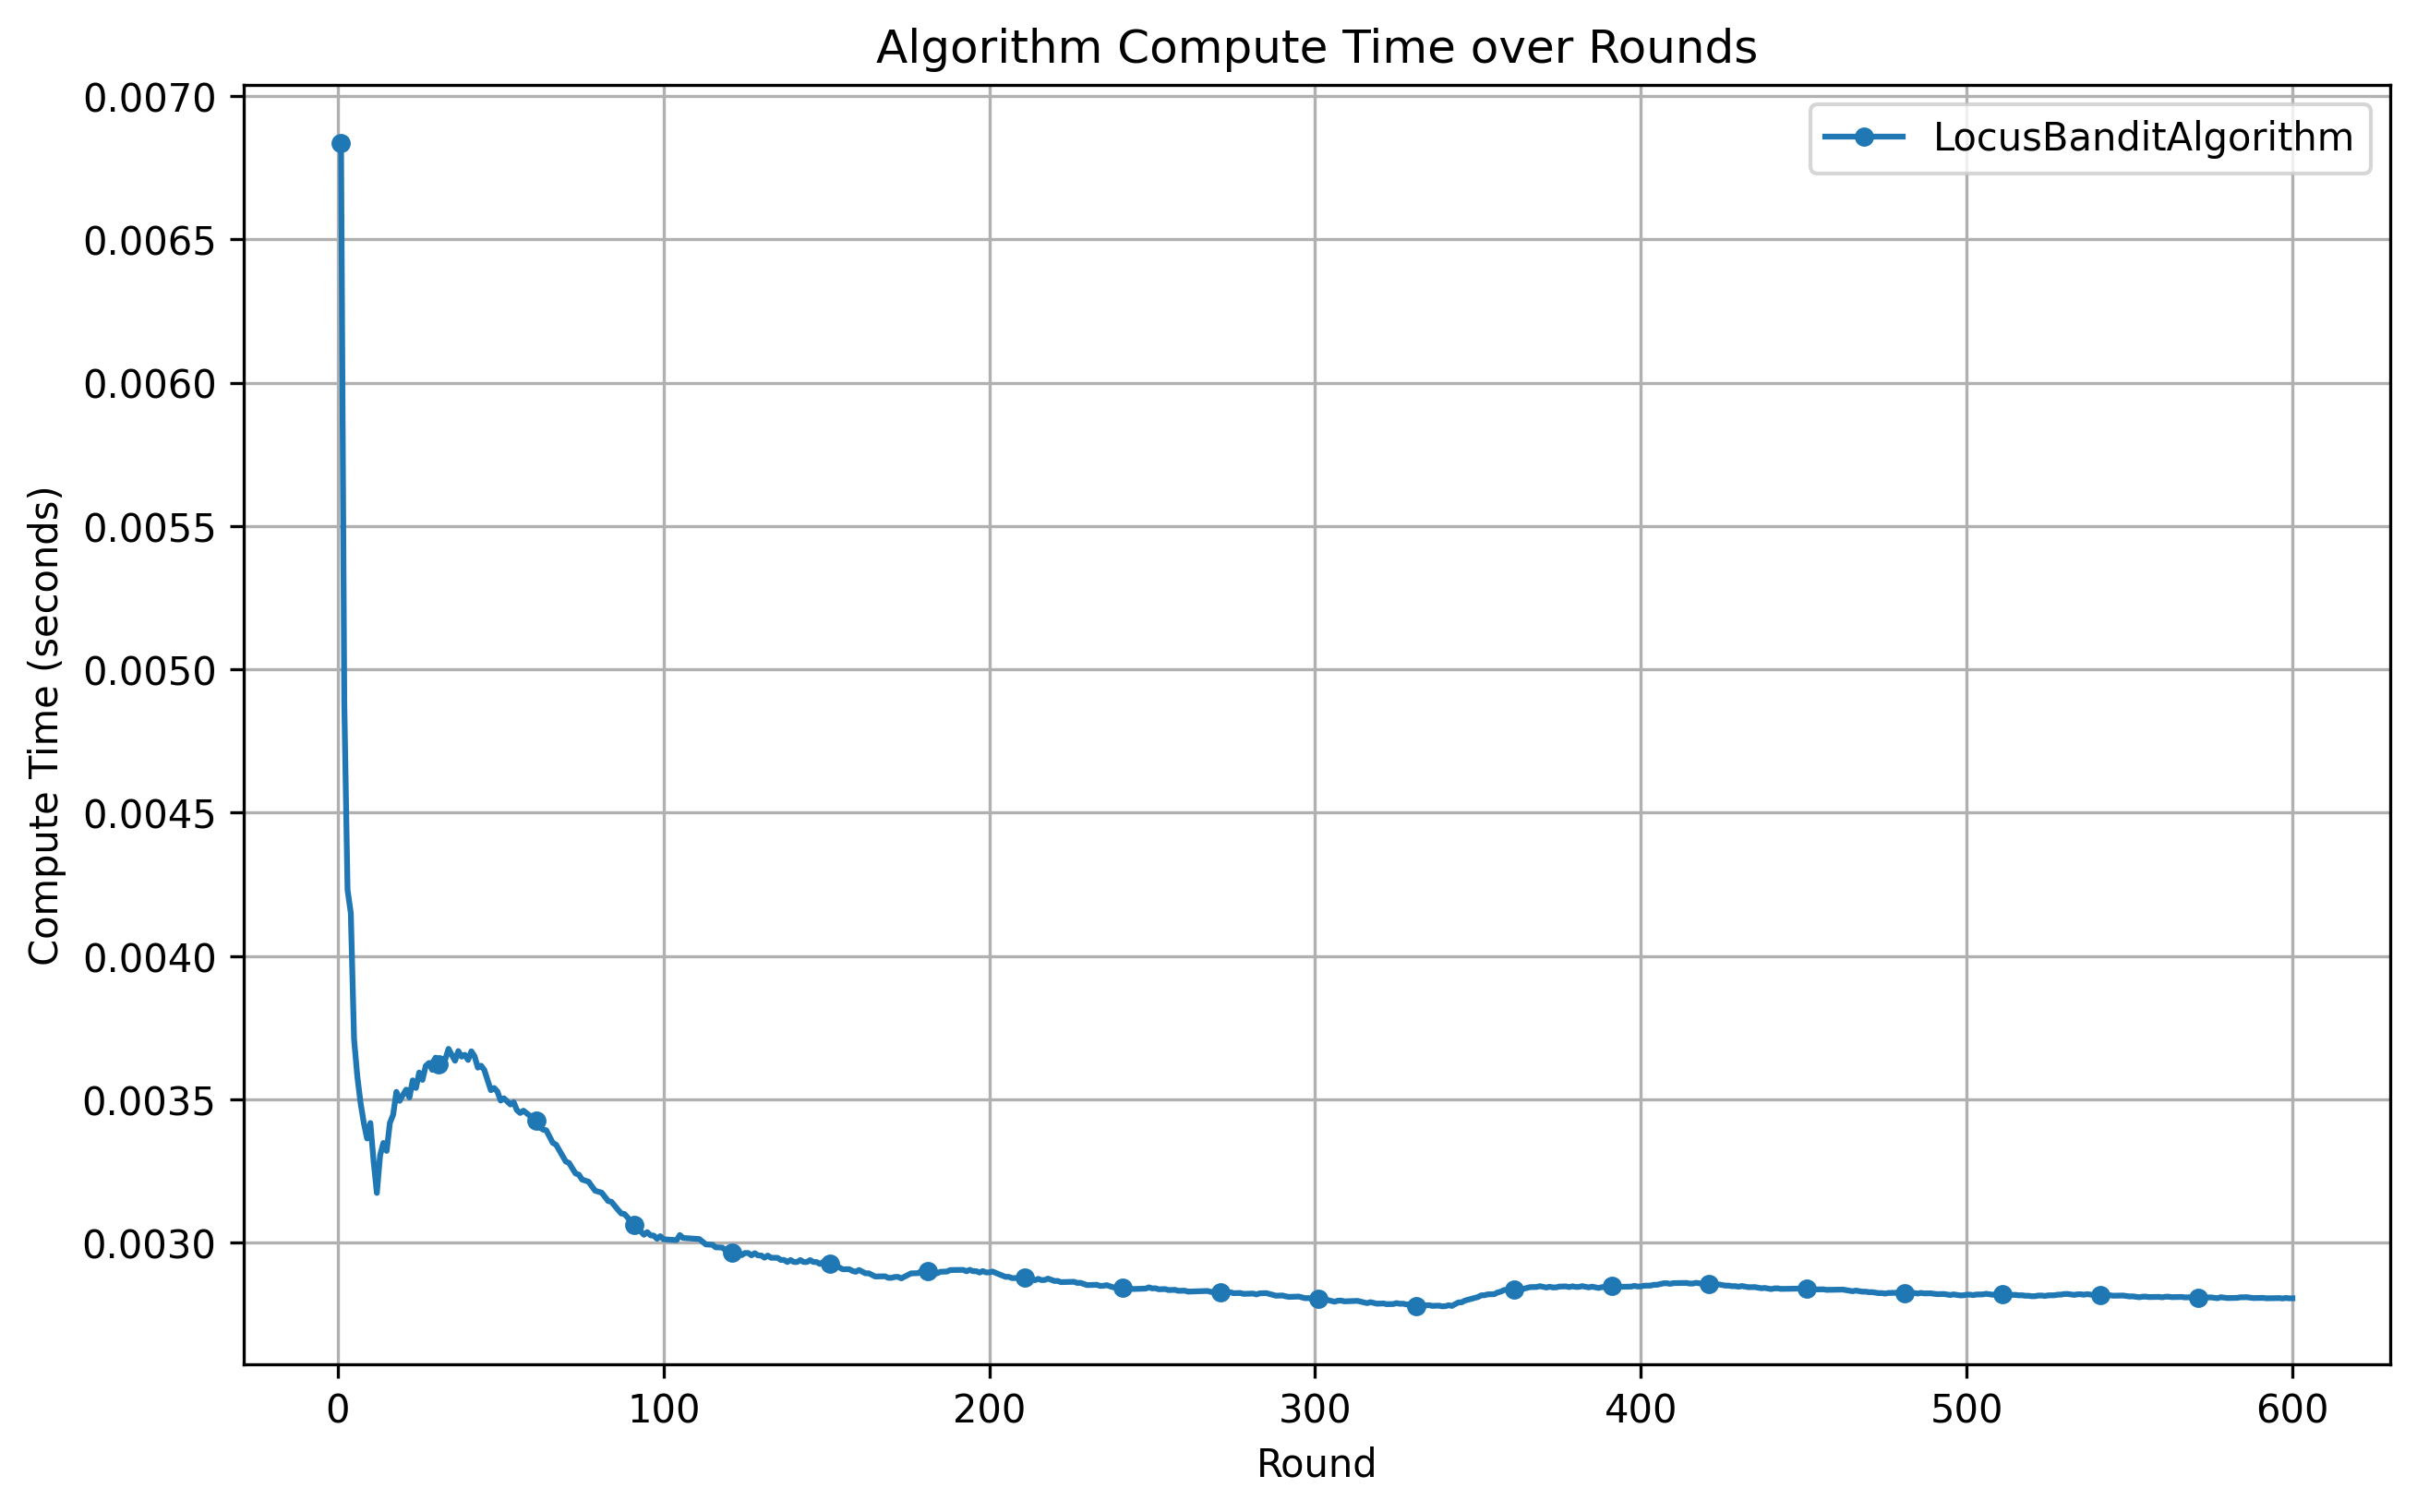 Algorithm Compute Time over Rounds
LocusBanditAlgorithm
Compute Time (seconds)
0.0070
0.0065
0.0060
0.0055
0.0050
0.0045
0.0040
0.0035
0.0030
0 100 200 300 400 500 600
Round